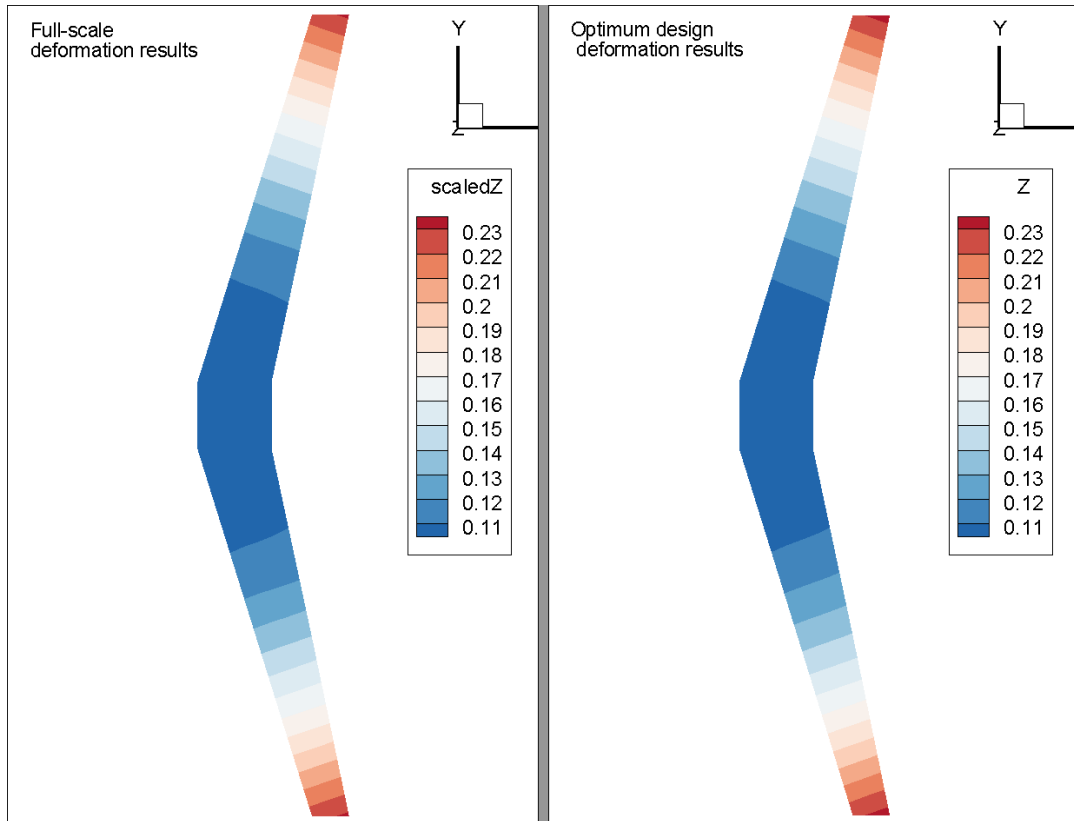 Full-scale
deformation results
Y
Z
scaledZ
0.23
0.22
0.21
0.2
0.19
0.18
0.17
0.16
0.15
0.14
0.13
0.12
0.11
Optimum design
deformation results
Y
Z
Z
0.23
0.22
0.21
0.2
0.19
0.18
0.17
0.16
0.15
0.14
0.13
0.12
0.11